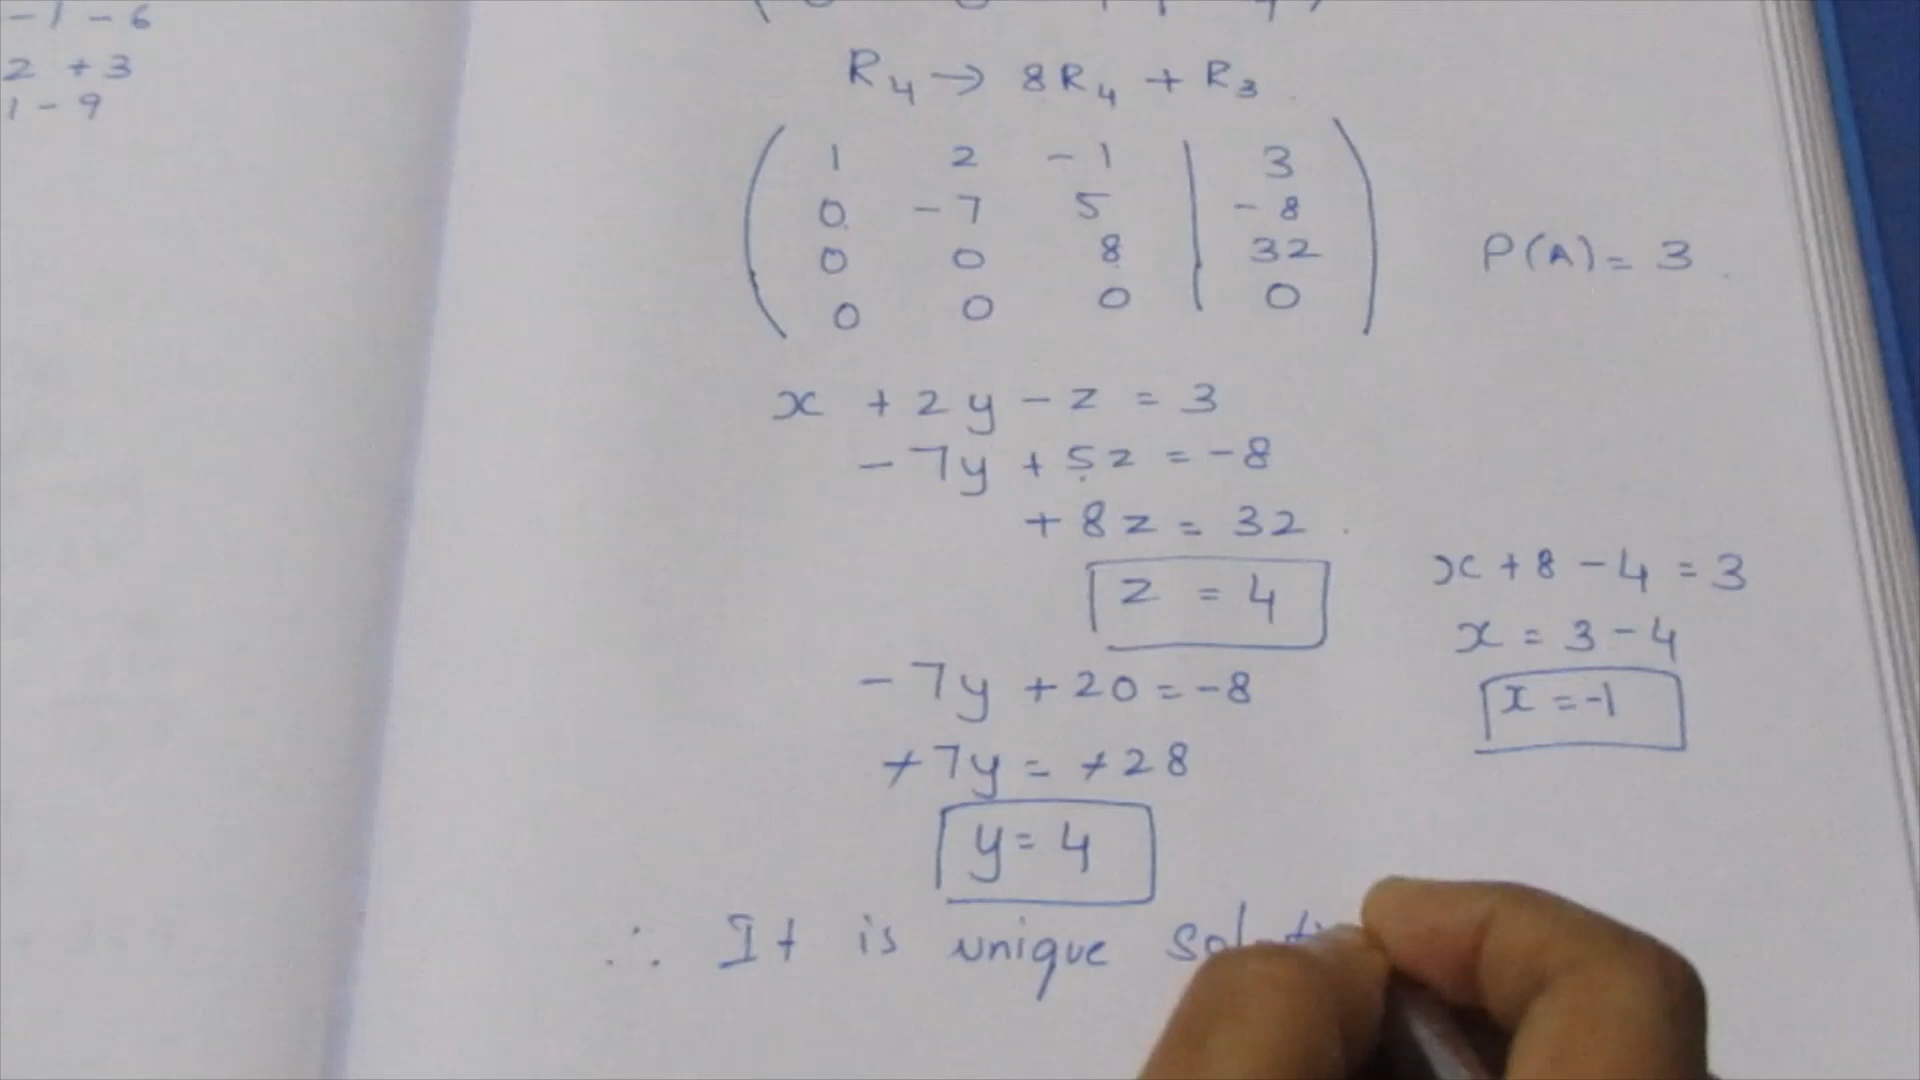 -1 - 6
2 + 3
1 - 9
R4 → 8R4 + R3
1 2 -1 | 3
0 -7 5 | -8
0 0 8 | 32
0 0 0 | 0
P(A) = 3
x + 2y - z = 3
-7y + 5z = -8
+ 8z = 32
z = 4
-7y + 20 = -8
+7y = +28
y = 4
x + 8 - 4 = 3
x = 3 - 4
x = -1
∴ It is unique